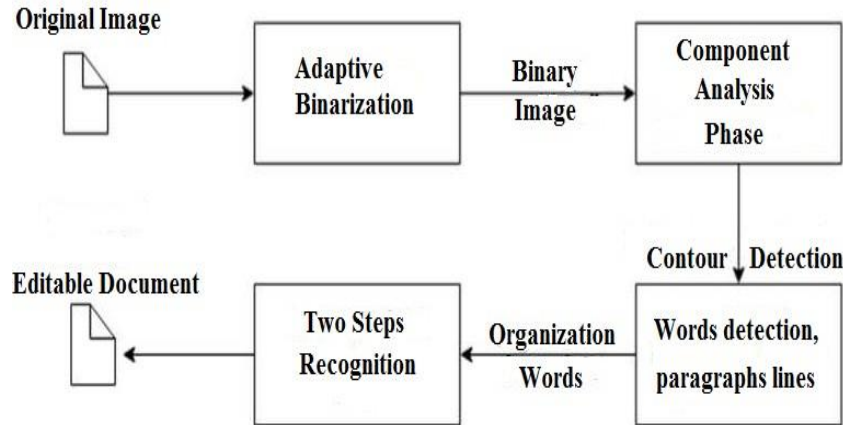 Original Image
Adaptive
Binarization
Binary
Image
Component
Analysis
Phase
Contour Detection
Words detection,
paragraphs lines
Organization
Words
Two Steps
Recognition
Editable Document